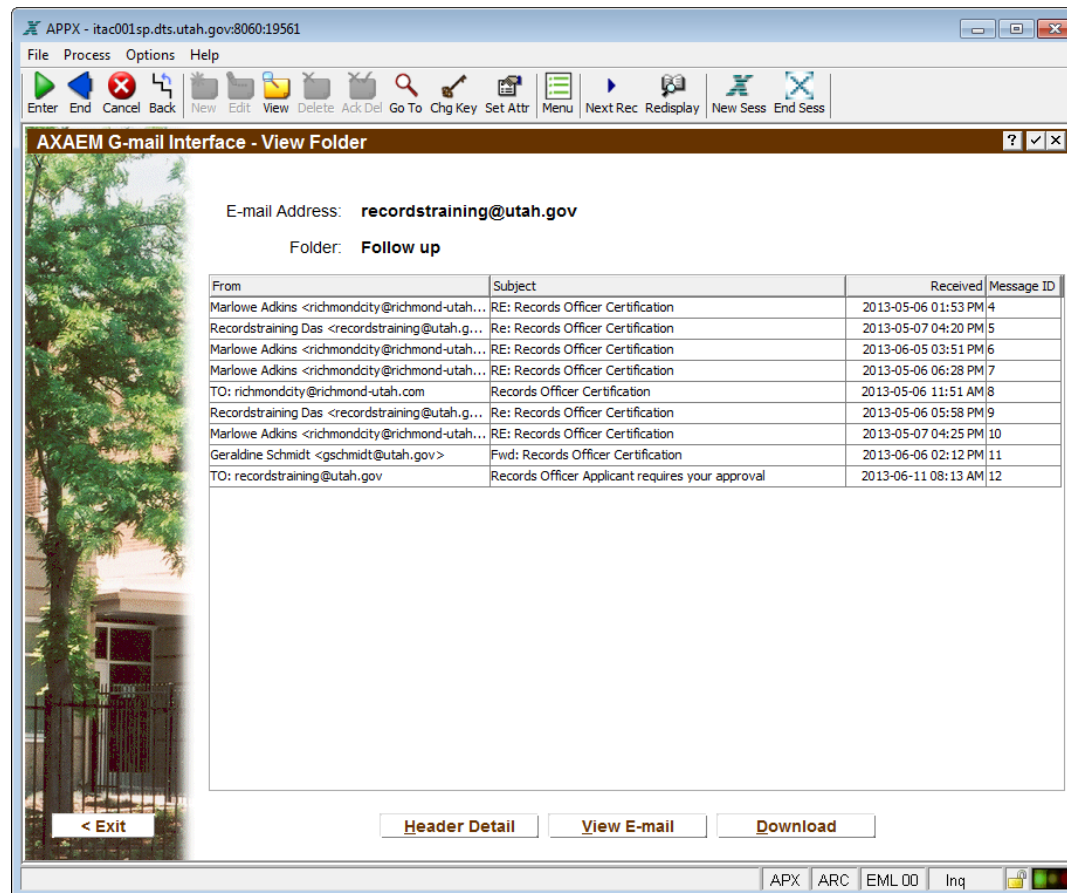 APPX - itac001sp.dts.utah.gov:8060:19561
File Process Options Help
Enter End Cancel Back New Edit View Delete Ack Del Go To Chg Key Set Attr Menu Next Rec Redisplay New Sess End Sess
AXAEM G-mail Interface - View Folder ?
E-mail Address: recordstraining@utah.gov
Folder: Follow up
From Subject Received Message ID
Marlowe Adkins <richmondcity@richmond-utah... RE: Records Officer Certification 2013-05-06 01:53 PM 4
Recordstraining Das <recordstraining@utah.g... Re: Records Officer Certification 2013-05-07 04:20 PM 5
Marlowe Adkins <richmondcity@richmond-utah... RE: Records Officer Certification 2013-06-05 03:51 PM 6
Marlowe Adkins <richmondcity@richmond-utah... RE: Records Officer Certification 2013-05-06 06:28 PM 7
TO: richmondcity@richmond-utah.com Records Officer Certification 2013-05-06 11:51 AM 8
Recordstraining Das <recordstraining@utah.g... Re: Records Officer Certification 2013-05-06 05:58 PM 9
Marlowe Adkins <richmondcity@richmond-utah... RE: Records Officer Certification 2013-05-07 04:25 PM 10
Geraldine Schmidt <gschmidt@utah.gov> Fwd: Records Officer Certification 2013-06-06 02:12 PM 11
TO: recordstraining@utah.gov Records Officer Applicant requires your approval 2013-06-11 08:13 AM 12
< Exit Header Detail View E-mail Download
APX ARC EML 00 Inq